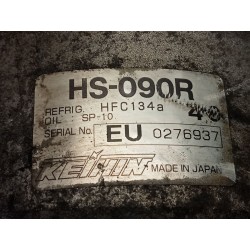 HS-090R
REFRIG. HFC134a
OIL : SP-10
SERIAL No. EU 0276937
KEIHIN MADE IN JAPAN